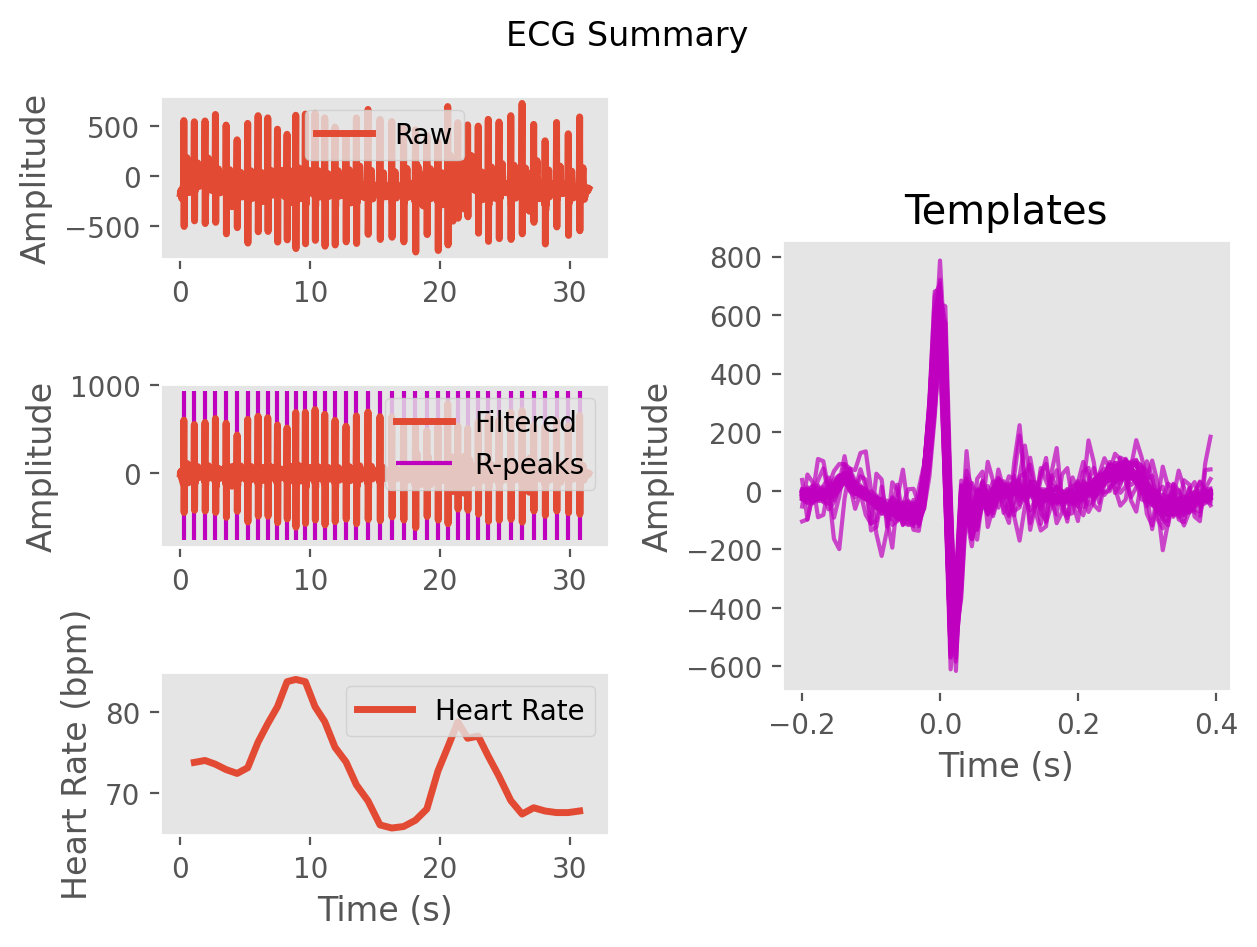 ECG Summary
Amplitude
500
0
−500
Raw
0 10 20 30
Amplitude
1000
0
Filtered
R-peaks
0 10 20 30
Heart Rate (bpm)
80
70
Heart Rate
0 10 20 30
Time (s)
Templates
Amplitude
800
600
400
200
0
−200
−400
−600
−0.2 0.0 0.2 0.4
Time (s)